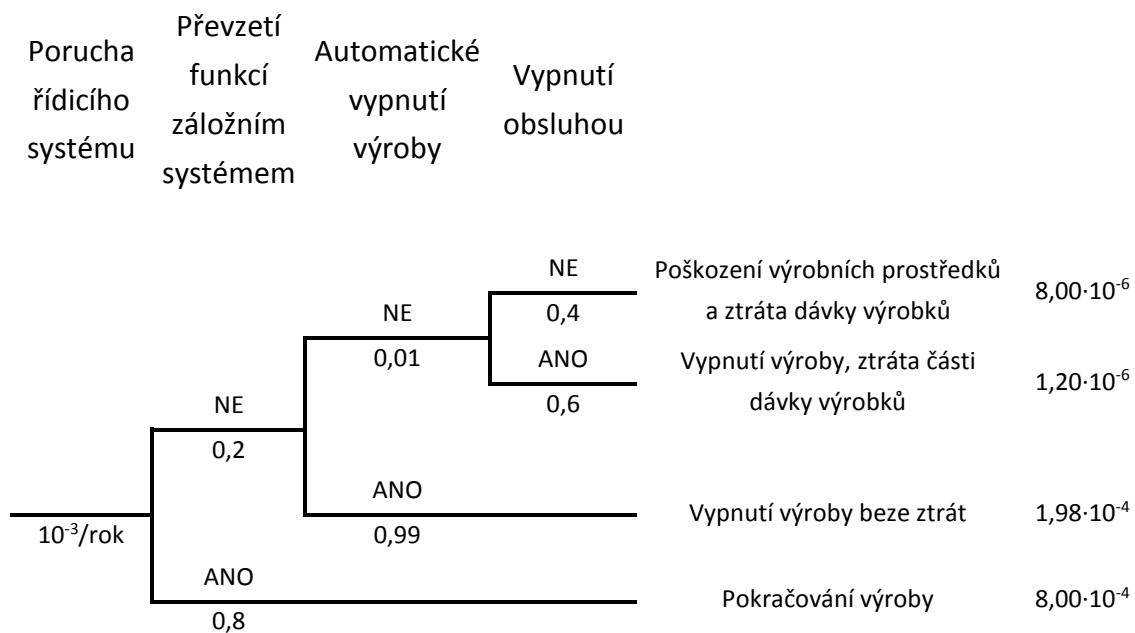 Porucha
řídicího
systému
Převzetí
funkcí
záložním
systémem
Automatické
vypnutí
výroby
Vypnutí
obsluhou
NE
0,4
Poškození výrobních prostředků
a ztráta dávky výrobků
8,00·10⁻⁶
NE
0,01
ANO
0,6
Vypnutí výroby, ztráta části
dávky výrobků
1,20·10⁻⁶
NE
0,2
ANO
0,99
Vypnutí výroby beze ztrát
1,98·10⁻⁴
10⁻³/rok
ANO
0,8
Pokračování výroby
8,00·10⁻⁴